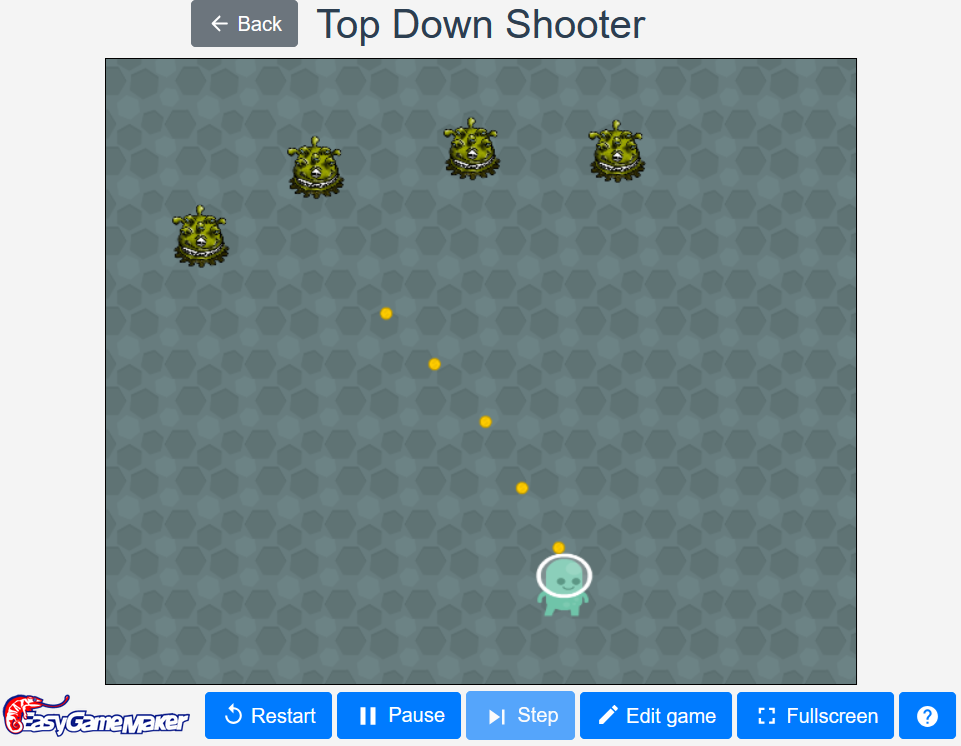 Back
Top Down Shooter
EasyGameMaker
Restart
Pause
Step
Edit game
Fullscreen
?